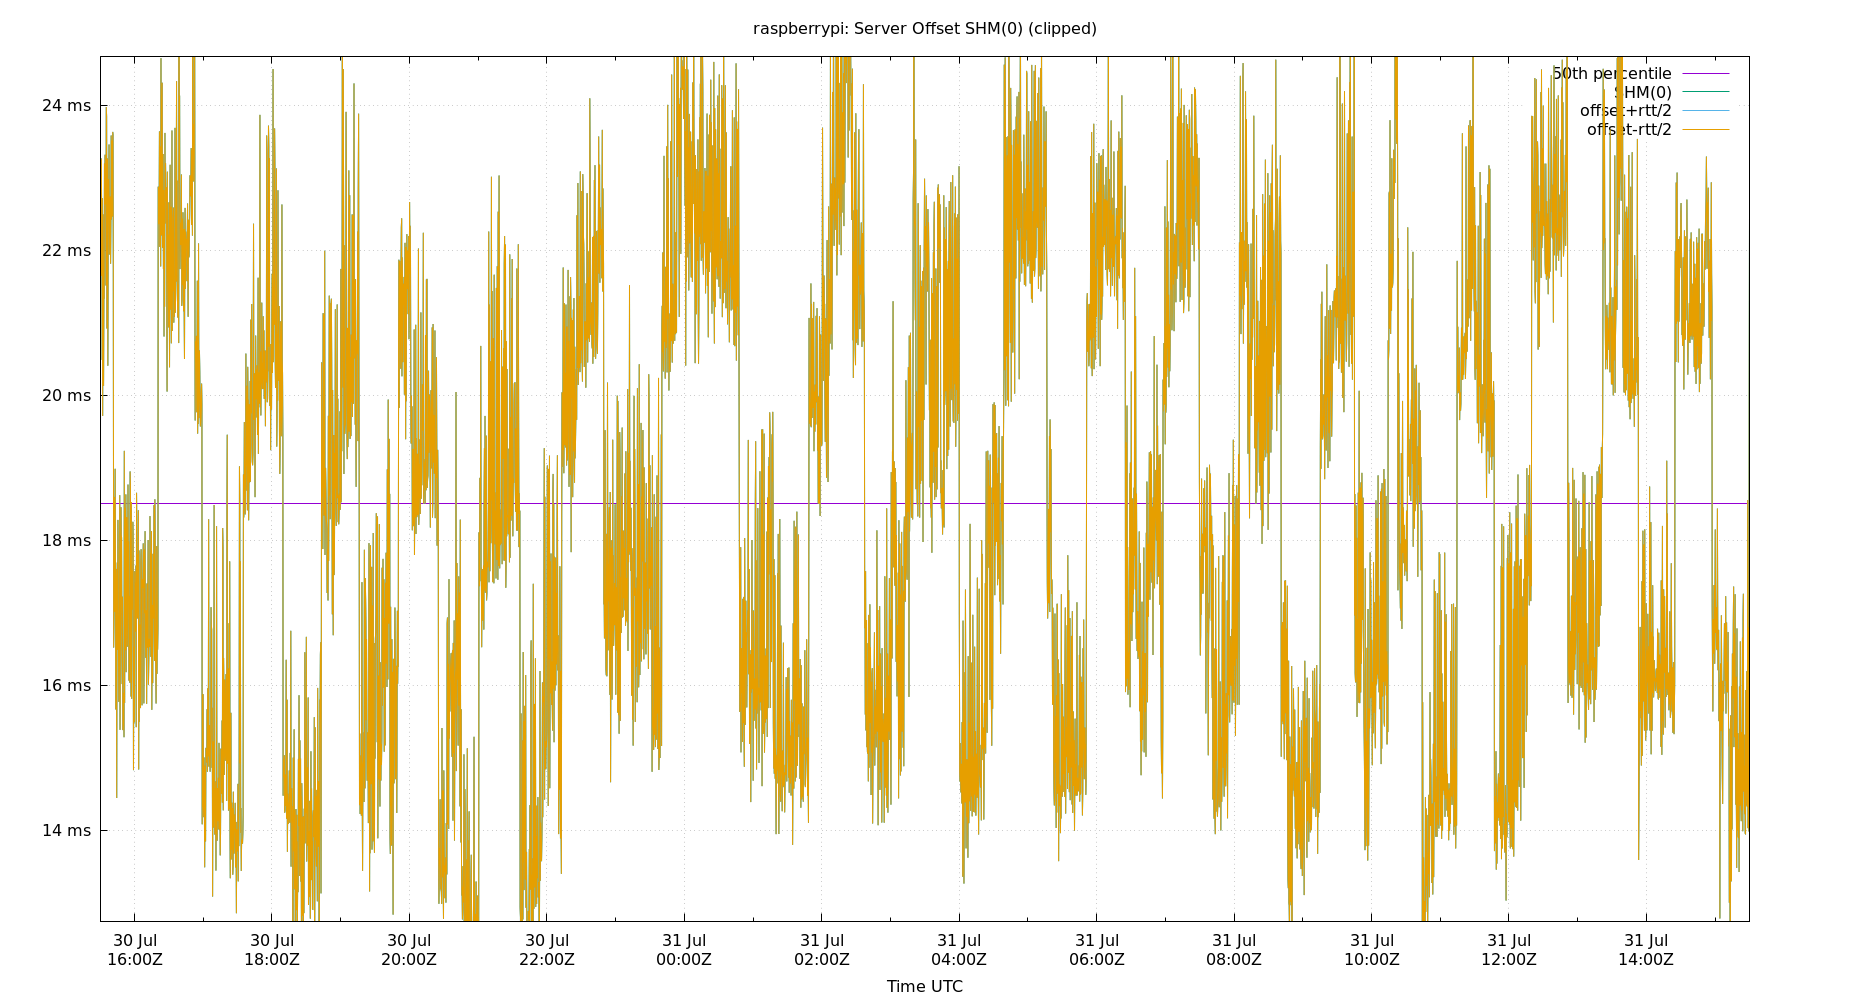 raspberrypi: Server Offset SHM(0) (clipped)
50th percentile
SHM(0)
offset+rtt/2
offset-rtt/2
24 ms
22 ms
20 ms
18 ms
16 ms
14 ms
30 Jul 30 Jul 30 Jul 30 Jul 31 Jul 31 Jul 31 Jul 31 Jul 31 Jul 31 Jul 31 Jul 31 Jul
16:00Z 18:00Z 20:00Z 22:00Z 00:00Z 02:00Z 04:00Z 06:00Z 08:00Z 10:00Z 12:00Z 14:00Z
Time UTC